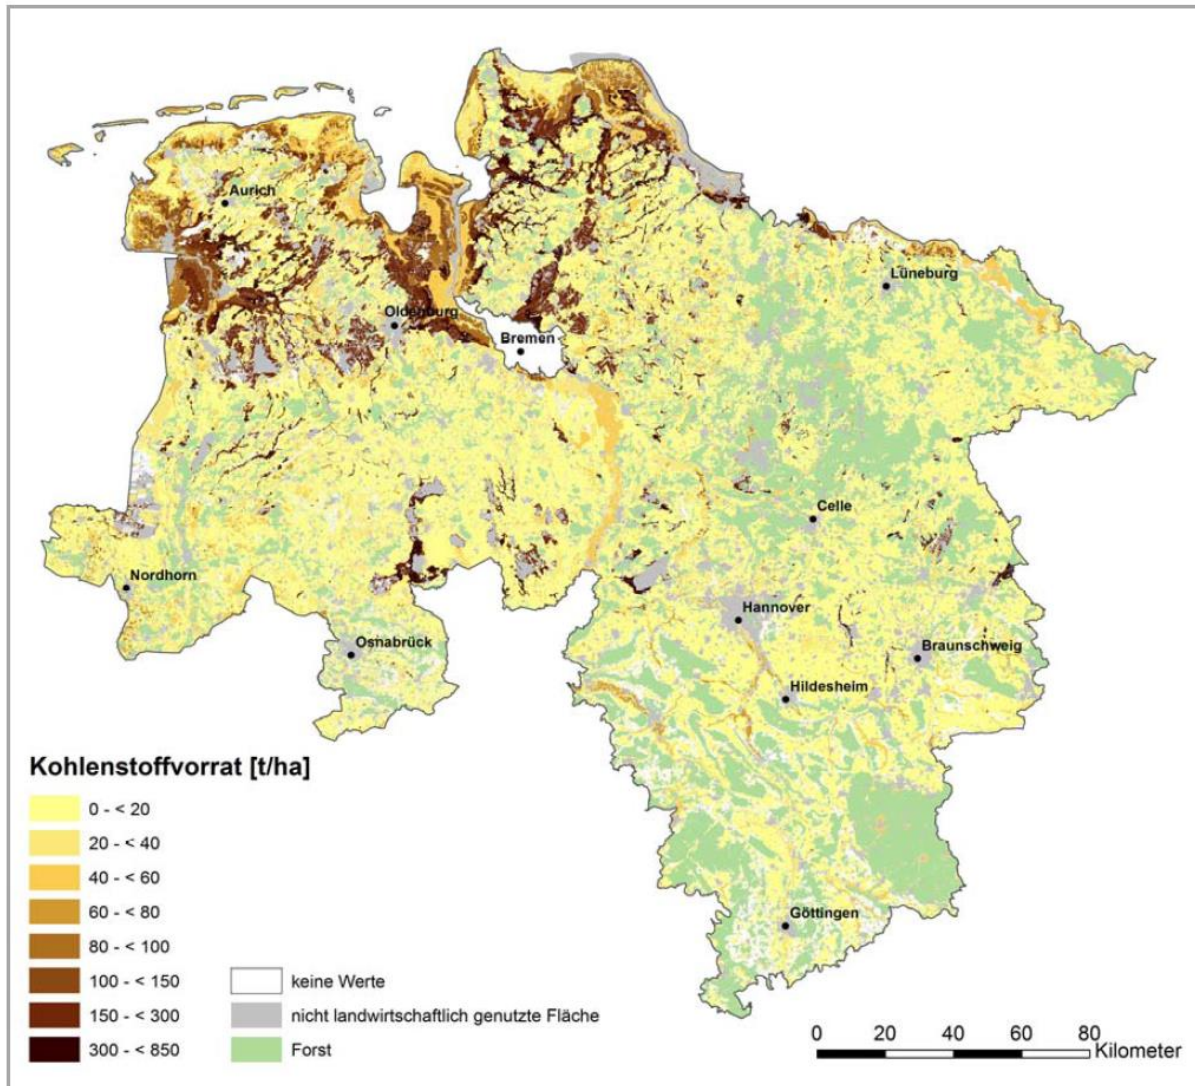 Aurich
Lüneburg
Oldenburg
Bremen
Celle
Nordhorn
Hannover
Osnabrück
Braunschweig
Hildesheim
Göttingen
Kohlenstoffvorrat [t/ha]
0 - < 20
20 - < 40
40 - < 60
60 - < 80
80 - < 100
100 - < 150
150 - < 300
300 - < 850
keine Werte
nicht landwirtschaftlich genutzte Fläche
Forst
0 20 40 60 80
Kilometer